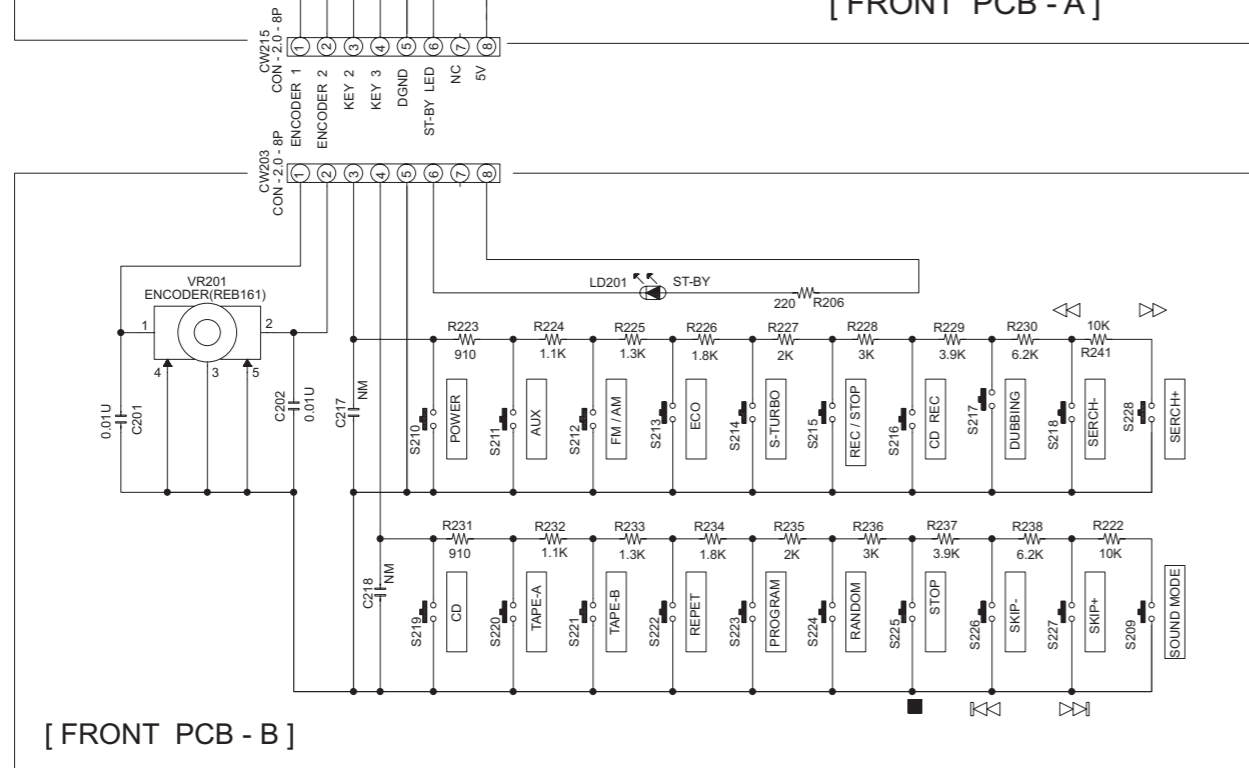 [ FRONT PCB - A ]
CW215
CON - 2.0 - 8P
1 2 3 4 5 6 7 8
ENCODER 1
ENCODER 2
KEY 2
KEY 3
DGND
ST-BY LED
NC
5V
CW203
CON - 2.0 - 8P
1 2 3 4 5 6 7 8
VR201
ENCODER(REB161)
1
2
4
3
5
0.01U
C201
C202
0.01U
LD201
ST-BY
220
R206
C217
NM
R223
910
R224
1.1K
R225
1.3K
R226
1.8K
R227
2K
R228
3K
R229
3.9K
R230
6.2K
10K
R241
S210
POWER
S211
AUX
S212
FM / AM
S213
ECO
S214
S-TURBO
S215
REC / STOP
S216
CD REC
S217
DUBBING
S218
SERCH-
S228
SERCH+
C218
NM
R231
910
R232
1.1K
R233
1.3K
R234
1.8K
R235
2K
R236
3K
R237
3.9K
R238
6.2K
R222
10K
S219
CD
S220
TAPE-A
S221
TAPE-B
S222
REPET
S223
PROGRAM
S224
RANDOM
S225
STOP
S226
SKIP-
S227
SKIP+
S209
SOUND MODE
[ FRONT PCB - B ]